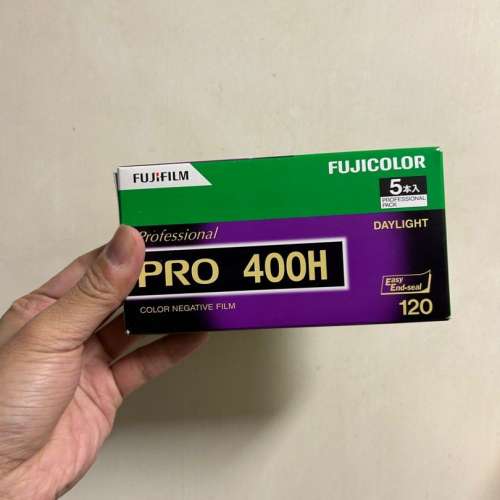 FUJIFILM
FUJICOLOR
5本入
PROFESSIONAL
PACK
DAYLIGHT
Professional
PRO 400H
Easy
End-seal
COLOR NEGATIVE FILM
120